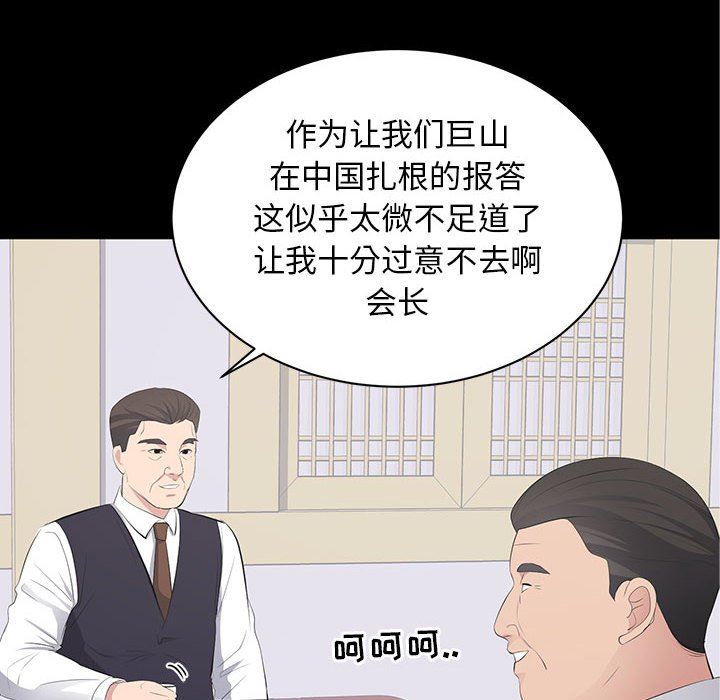 作为让我们巨山
在中国扎根的报答
这似乎太微不足道了
让我十分过意不去啊
会长
呵呵呵..